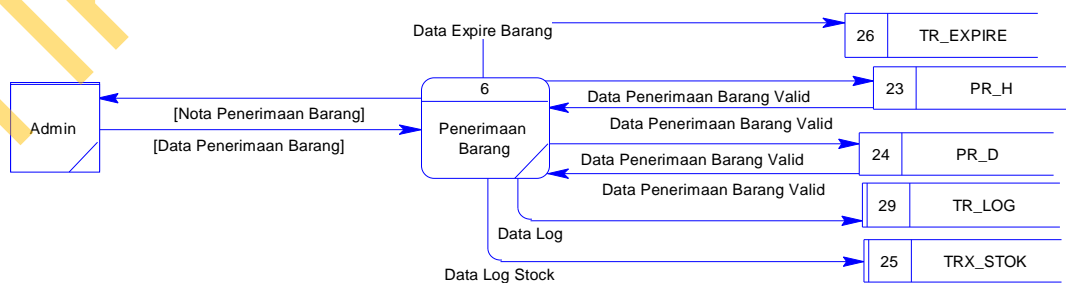 Data Expire Barang
26 TR_EXPIRE
6
23 PR_H
Data Penerimaan Barang Valid
[Nota Penerimaan Barang]
Data Penerimaan Barang Valid
Admin
Penerimaan
Barang
[Data Penerimaan Barang]
24 PR_D
Data Penerimaan Barang Valid
Data Penerimaan Barang Valid
29 TR_LOG
Data Log
25 TRX_STOK
Data Log Stock